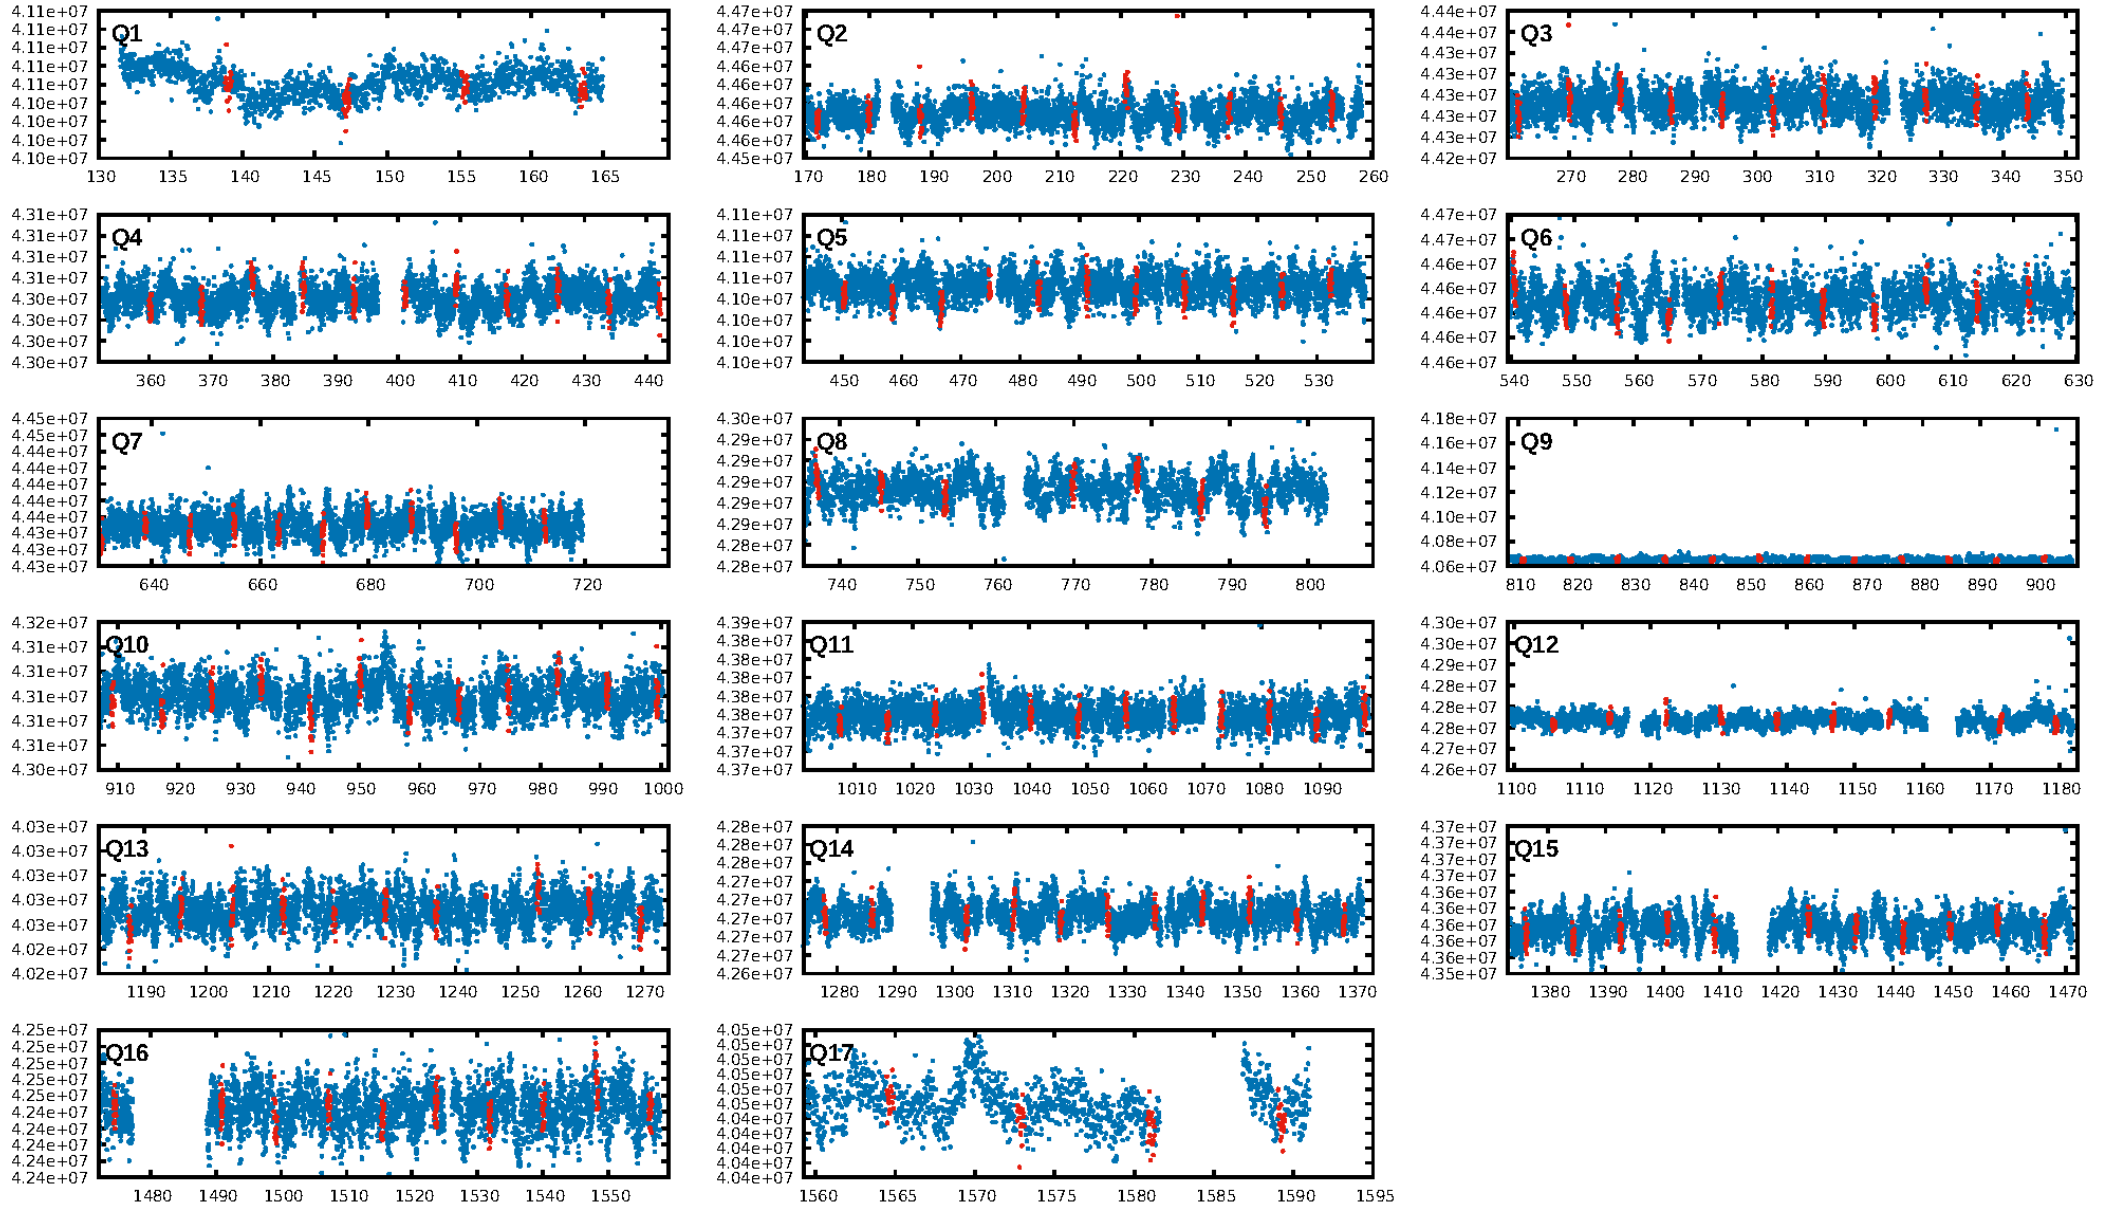 4.11e+07
4.11e+07
4.11e+07
4.11e+07
4.11e+07
4.10e+07
4.10e+07
4.10e+07
4.10e+07
Q1
130 135 140 145 150 155 160 165
4.47e+07
4.47e+07
4.47e+07
4.46e+07
4.46e+07
4.46e+07
4.46e+07
4.46e+07
4.45e+07
Q2
170 180 190 200 210 220 230 240 250 260
4.44e+07
4.44e+07
4.43e+07
4.43e+07
4.43e+07
4.43e+07
4.43e+07
4.42e+07
Q3
270 280 290 300 310 320 330 340 350
4.31e+07
4.31e+07
4.31e+07
4.31e+07
4.30e+07
4.30e+07
4.30e+07
4.30e+07
Q4
360 370 380 390 400 410 420 430 440
4.11e+07
4.11e+07
4.11e+07
4.11e+07
4.10e+07
4.10e+07
4.10e+07
4.10e+07
Q5
450 460 470 480 490 500 510 520 530
4.47e+07
4.47e+07
4.46e+07
4.46e+07
4.46e+07
4.46e+07
4.46e+07
Q6
540 550 560 570 580 590 600 610 620 630
4.45e+07
4.45e+07
4.44e+07
4.44e+07
4.44e+07
4.44e+07
4.44e+07
4.43e+07
4.43e+07
4.43e+07
Q7
640 660 680 700 720
4.30e+07
4.29e+07
4.29e+07
4.29e+07
4.29e+07
4.29e+07
4.28e+07
4.28e+07
Q8
740 750 760 770 780 790 800
4.18e+07
4.16e+07
4.14e+07
4.12e+07
4.10e+07
4.08e+07
4.06e+07
Q9
810 820 830 840 850 860 870 880 890 900
4.32e+07
4.31e+07
4.31e+07
4.31e+07
4.31e+07
4.31e+07
4.30e+07
Q10
910 920 930 940 950 960 970 980 990 1000
4.39e+07
4.38e+07
4.38e+07
4.38e+07
4.38e+07
4.38e+07
4.37e+07
4.37e+07
4.37e+07
Q11
1010 1020 1030 1040 1050 1060 1070 1080 1090
4.30e+07
4.30e+07
4.29e+07
4.28e+07
4.28e+07
4.28e+07
4.27e+07
4.26e+07
Q12
1100 1110 1120 1130 1140 1150 1160 1170 1180
4.03e+07
4.03e+07
4.03e+07
4.03e+07
4.03e+07
4.02e+07
4.02e+07
Q13
1190 1200 1210 1220 1230 1240 1250 1260 1270
4.28e+07
4.28e+07
4.28e+07
4.27e+07
4.27e+07
4.27e+07
4.27e+07
4.27e+07
4.26e+07
Q14
1280 1290 1300 1310 1320 1330 1340 1350 1360 1370
4.37e+07
4.37e+07
4.37e+07
4.37e+07
4.36e+07
4.36e+07
4.36e+07
4.36e+07
4.36e+07
4.35e+07
Q15
1380 1390 1400 1410 1420 1430 1440 1450 1460 1470
4.25e+07
4.25e+07
4.25e+07
4.25e+07
4.25e+07
4.24e+07
4.24e+07
4.24e+07
4.24e+07
4.24e+07
Q16
1480 1490 1500 1510 1520 1530 1540 1550
4.05e+07
4.05e+07
4.05e+07
4.05e+07
4.05e+07
4.05e+07
4.04e+07
4.04e+07
4.04e+07
4.04e+07
4.04e+07
Q17
1560 1565 1570 1575 1580 1585 1590 1595